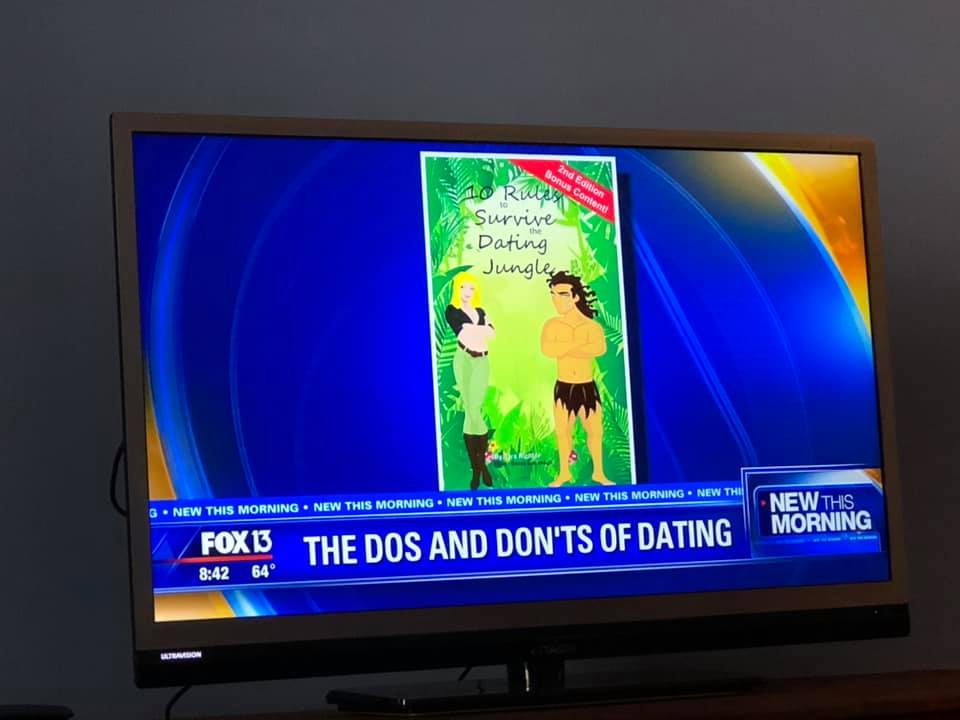 2nd Edition
Bonus Content!
10 Rules
to
Survive
the
Dating
Jungle
NEW THIS MORNING • NEW THIS MORNING • NEW THIS MORNING • NEW THIS MORNING • NEW THI
FOX 13
8:42 64°
THE DOS AND DON'TS OF DATING
NEW THIS
MORNING
ULTRAVISION